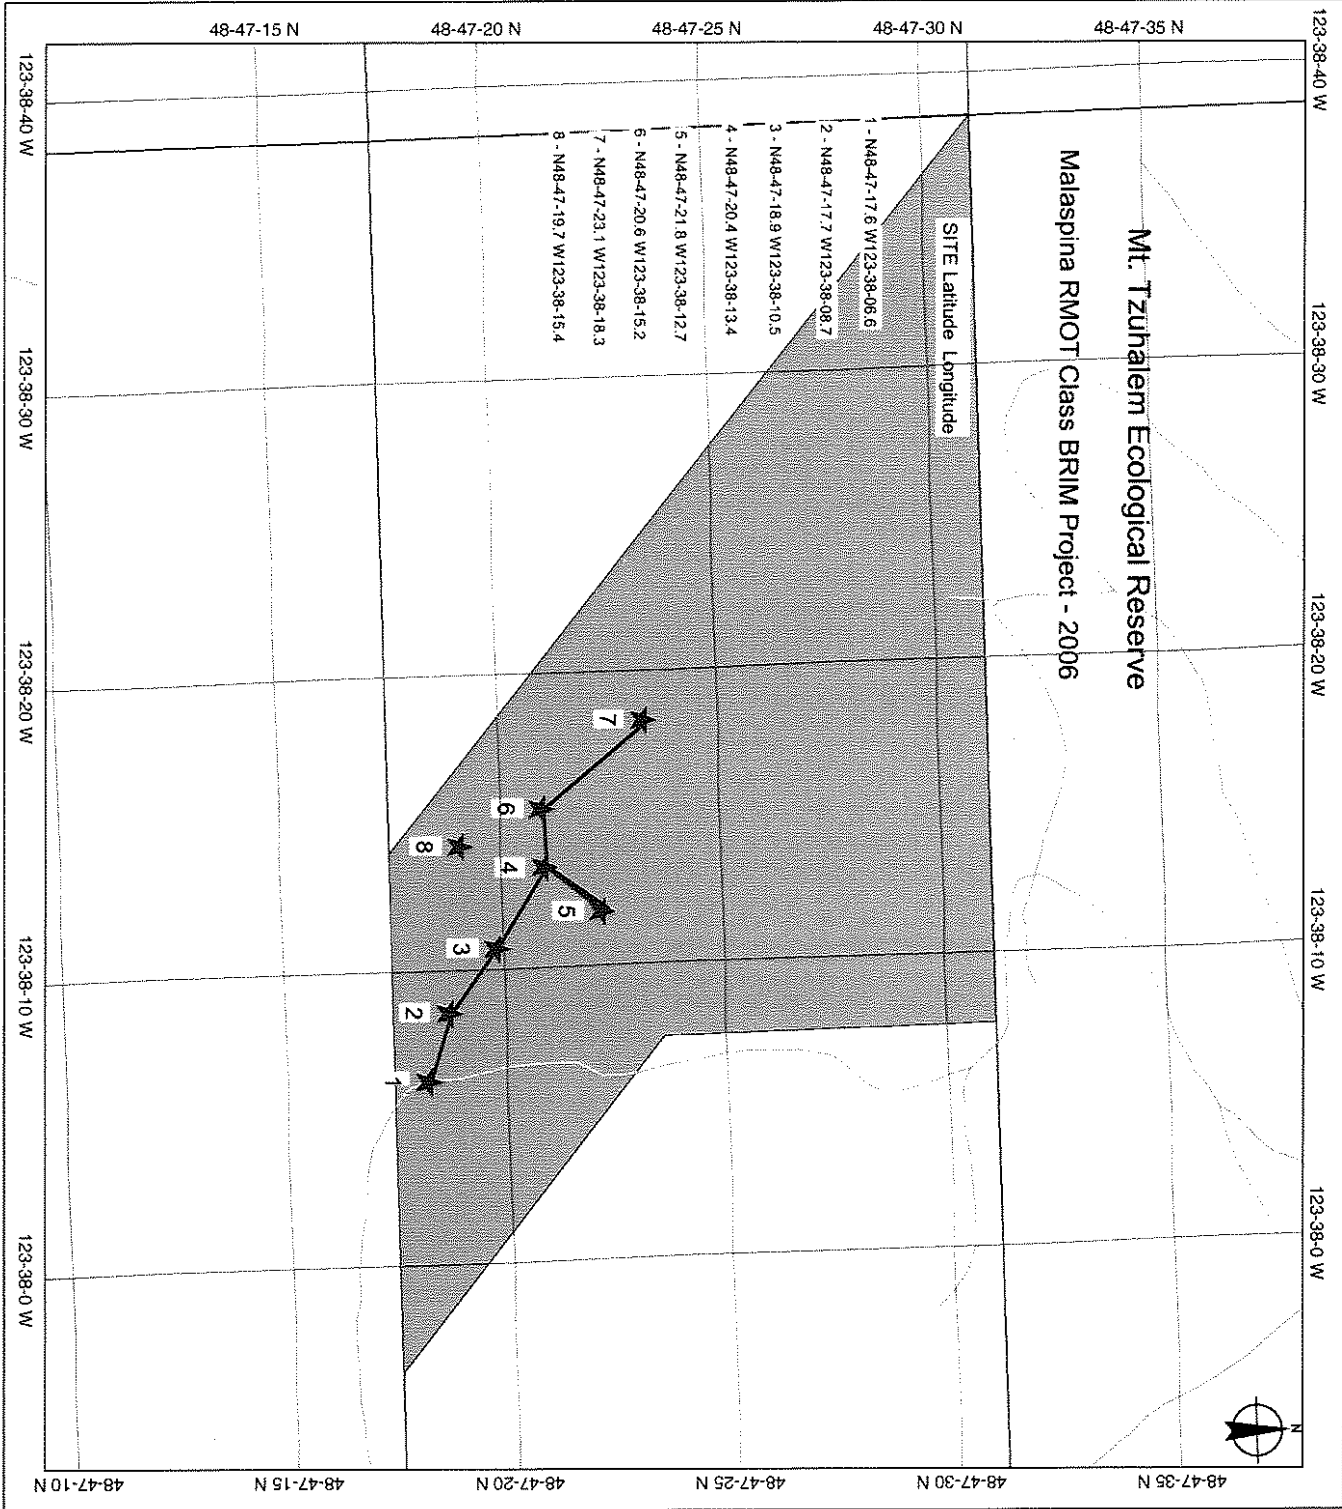 123-38-40 W
123-38-30 W
123-38-20 W
123-38-10 W
123-38-0 W
N
Mt. Tzuhalem Ecological Reserve
Malaspina RMOT Class BRIM Project - 2006
SITE Latitude Longitude
1 - N48-47-17.6 W123-38-06.6
2 - N48-47-17.7 W123-38-08.7
3 - N48-47-18.9 W123-38-10.5
4 - N48-47-20.4 W123-38-13.4
5 - N48-47-21.8 W123-38-12.7
6 - N48-47-20.6 W123-38-15.2
7 - N48-47-23.1 W123-38-18.3
8 - N48-47-19.7 W123-38-15.4
7
6
8
4
5
3
2
1
48-47-35 N
48-47-30 N
48-47-25 N
48-47-20 N
48-47-15 N
48-47-35 N
48-47-30 N
48-47-25 N
48-47-20 N
48-47-15 N
48-47-10 N
123-38-40 W
123-38-30 W
123-38-20 W
123-38-10 W
123-38-0 W